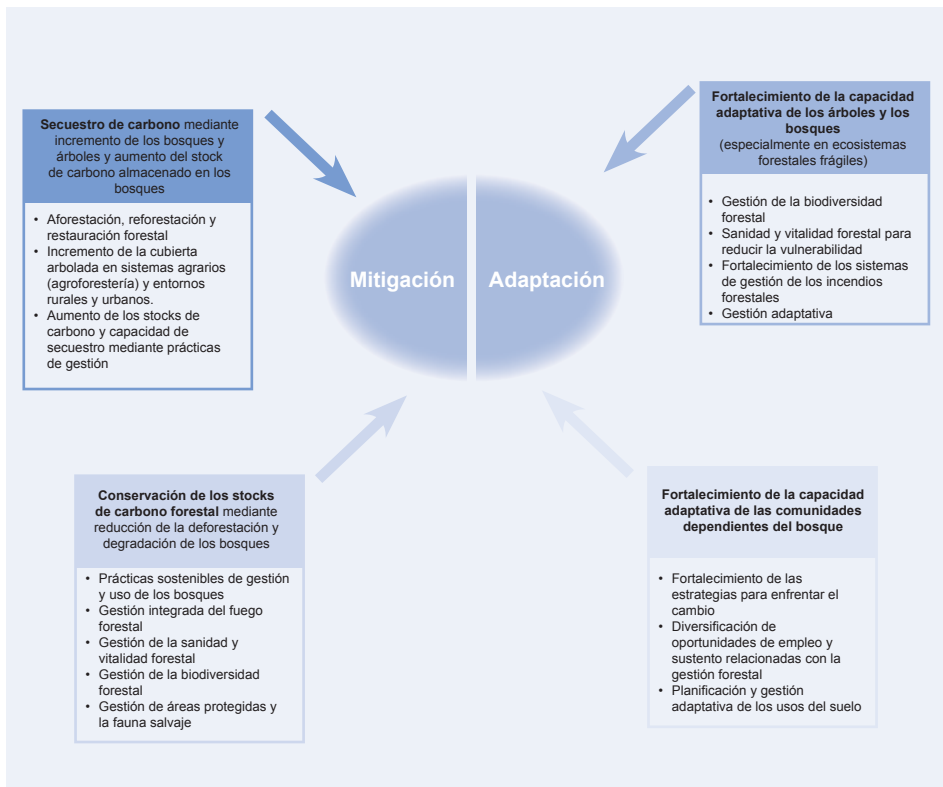 Secuestro de carbono mediante
incremento de los bosques y
árboles y aumento del stock
de carbono almacenado en los
bosques
• Aforestación, reforestación y
restauración forestal
• Incremento de la cubierta
arbolada en sistemas agrarios
(agroforestería) y entornos
rurales y urbanos.
• Aumento de los stocks de
carbono y capacidad de
secuestro mediante prácticas
de gestión
Fortalecimiento de la capacidad
adaptativa de los árboles y los
bosques
(especialmente en ecosistemas
forestales frágiles)
• Gestión de la biodiversidad
forestal
• Sanidad y vitalidad forestal para
reducir la vulnerabilidad
• Fortalecimiento de los sistemas
de gestión de los incendios
forestales
• Gestión adaptativa
Mitigación
Adaptación
Conservación de los stocks
de carbono forestal mediante
reducción de la deforestación y
degradación de los bosques
• Prácticas sostenibles de gestión
y uso de los bosques
• Gestión integrada del fuego
forestal
• Gestión de la sanidad y
vitalidad forestal
• Gestión de la biodiversidad
forestal
• Gestión de áreas protegidas y
la fauna salvaje
Fortalecimiento de la capacidad
adaptativa de las comunidades
dependientes del bosque
• Fortalecimiento de las
estrategias para enfrentar el
cambio
• Diversificación de
oportunidades de empleo y
sustento relacionadas con la
gestión forestal
• Planificación y gestión
adaptativa de los usos del suelo